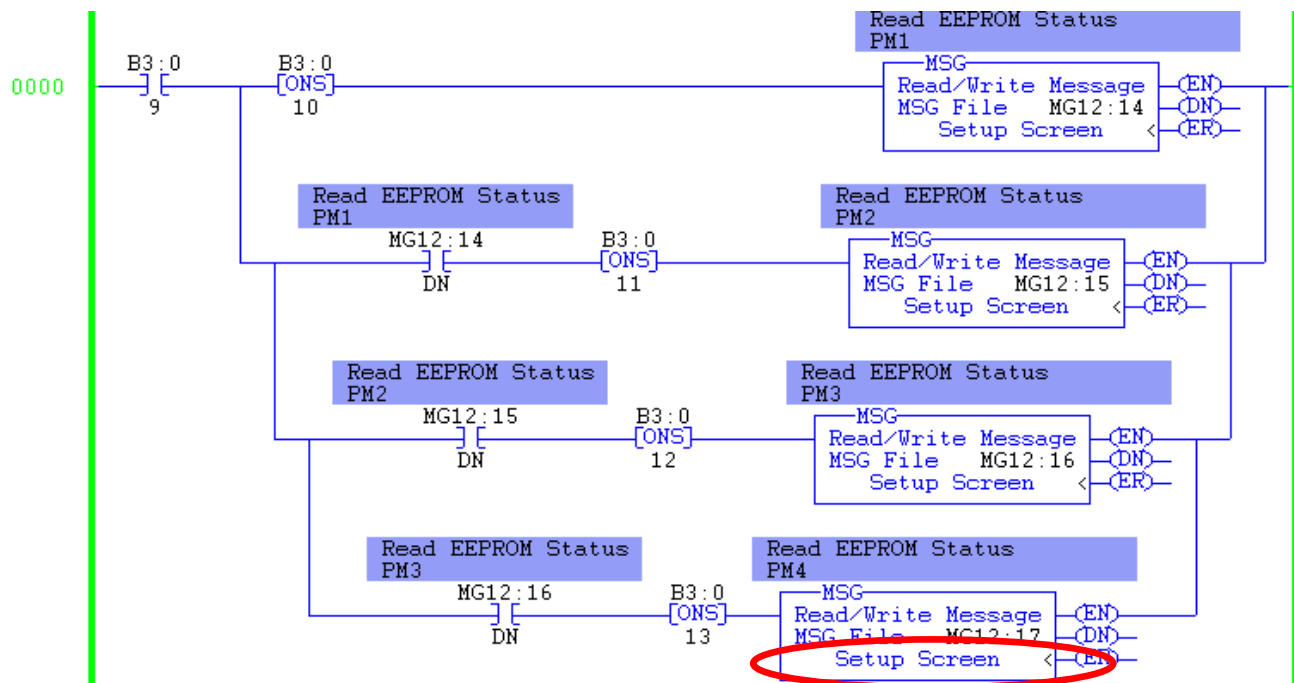 Read EEPROM Status
PM1
B3:0
B3:0
MSG
0000
[ONS]
Read/Write Message
(EN)
9
10
MSG File MG12:14
(DN)
Setup Screen <
(ER)
Read EEPROM Status
PM1
Read EEPROM Status
PM2
MG12:14
B3:0
MSG
[ONS]
Read/Write Message
(EN)
DN
11
MSG File MG12:15
(DN)
Setup Screen <
(ER)
Read EEPROM Status
PM2
Read EEPROM Status
PM3
MG12:15
B3:0
MSG
[ONS]
Read/Write Message
(EN)
DN
12
MSG File MG12:16
(DN)
Setup Screen <
(ER)
Read EEPROM Status
PM3
Read EEPROM Status
PM4
MG12:16
B3:0
MSG
[ONS]
Read/Write Message
(EN)
DN
13
MSG File MG12:17
(DN)
Setup Screen <
(ER)